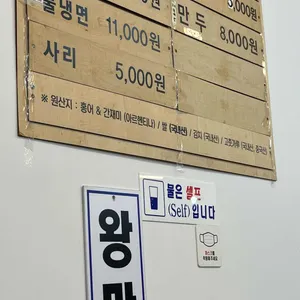 물냉면 11,000원 만 두 8,000원
사리 5,000원
※ 원산지 : 홍어 & 간재미 (아르헨티나) / 쌀 (국내산) / 김치 (국내산) / 고춧가루 (국내산, 중국산)
물은 셀프
(Self)입니다
왕